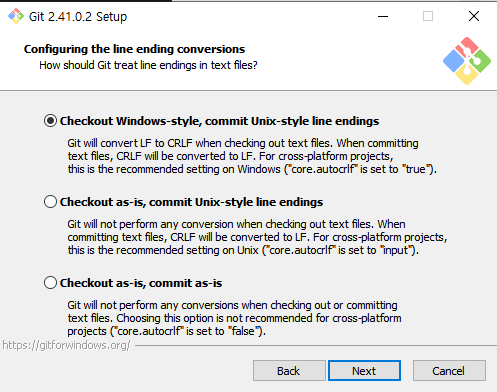 Git 2.41.0.2 Setup
Configuring the line ending conversions
How should Git treat line endings in text files?
Checkout Windows-style, commit Unix-style line endings
Git will convert LF to CRLF when checking out text files. When committing
text files, CRLF will be converted to LF. For cross-platform projects,
this is the recommended setting on Windows ("core.autocrlf" is set to "true").
Checkout as-is, commit Unix-style line endings
Git will not perform any conversion when checking out text files. When
committing text files, CRLF will be converted to LF. For cross-platform projects,
this is the recommended setting on Unix ("core.autocrlf" is set to "input").
Checkout as-is, commit as-is
Git will not perform any conversions when checking out or committing
text files. Choosing this option is not recommended for cross-platform
projects ("core.autocrlf" is set to "false").
https://gitforwindows.org/
Back Next Cancel